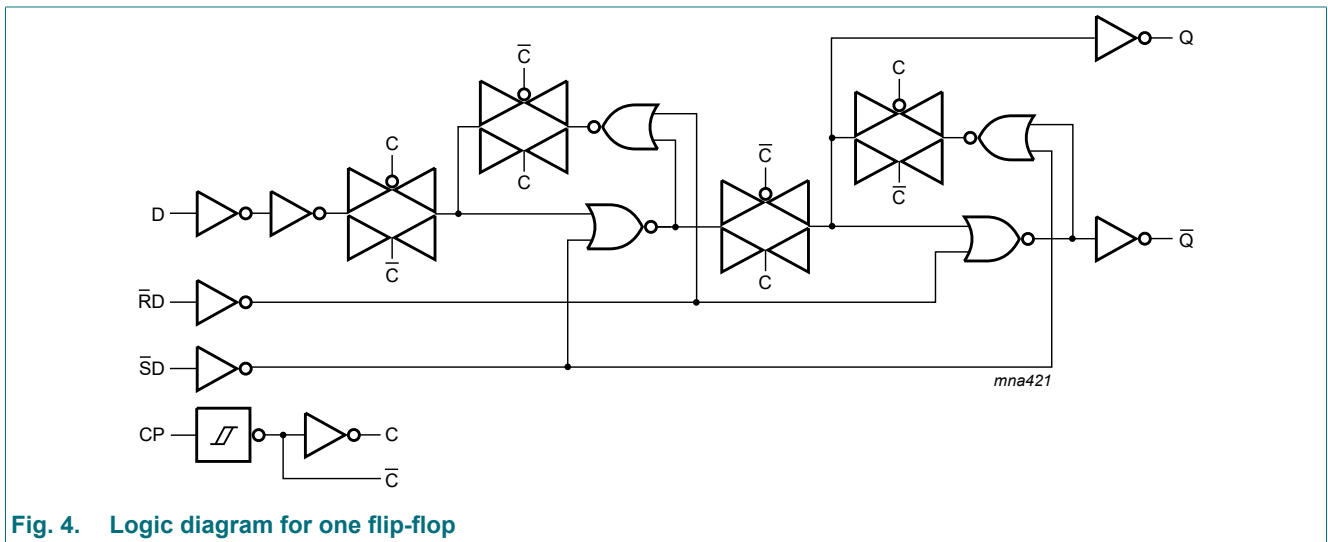 C̅
Q
C
C
C̅
C
C̅
D
C̅
Q̅
C̅
C
R̅D
S̅D
mna421
CP
C
C̅
Fig. 4. Logic diagram for one flip-flop